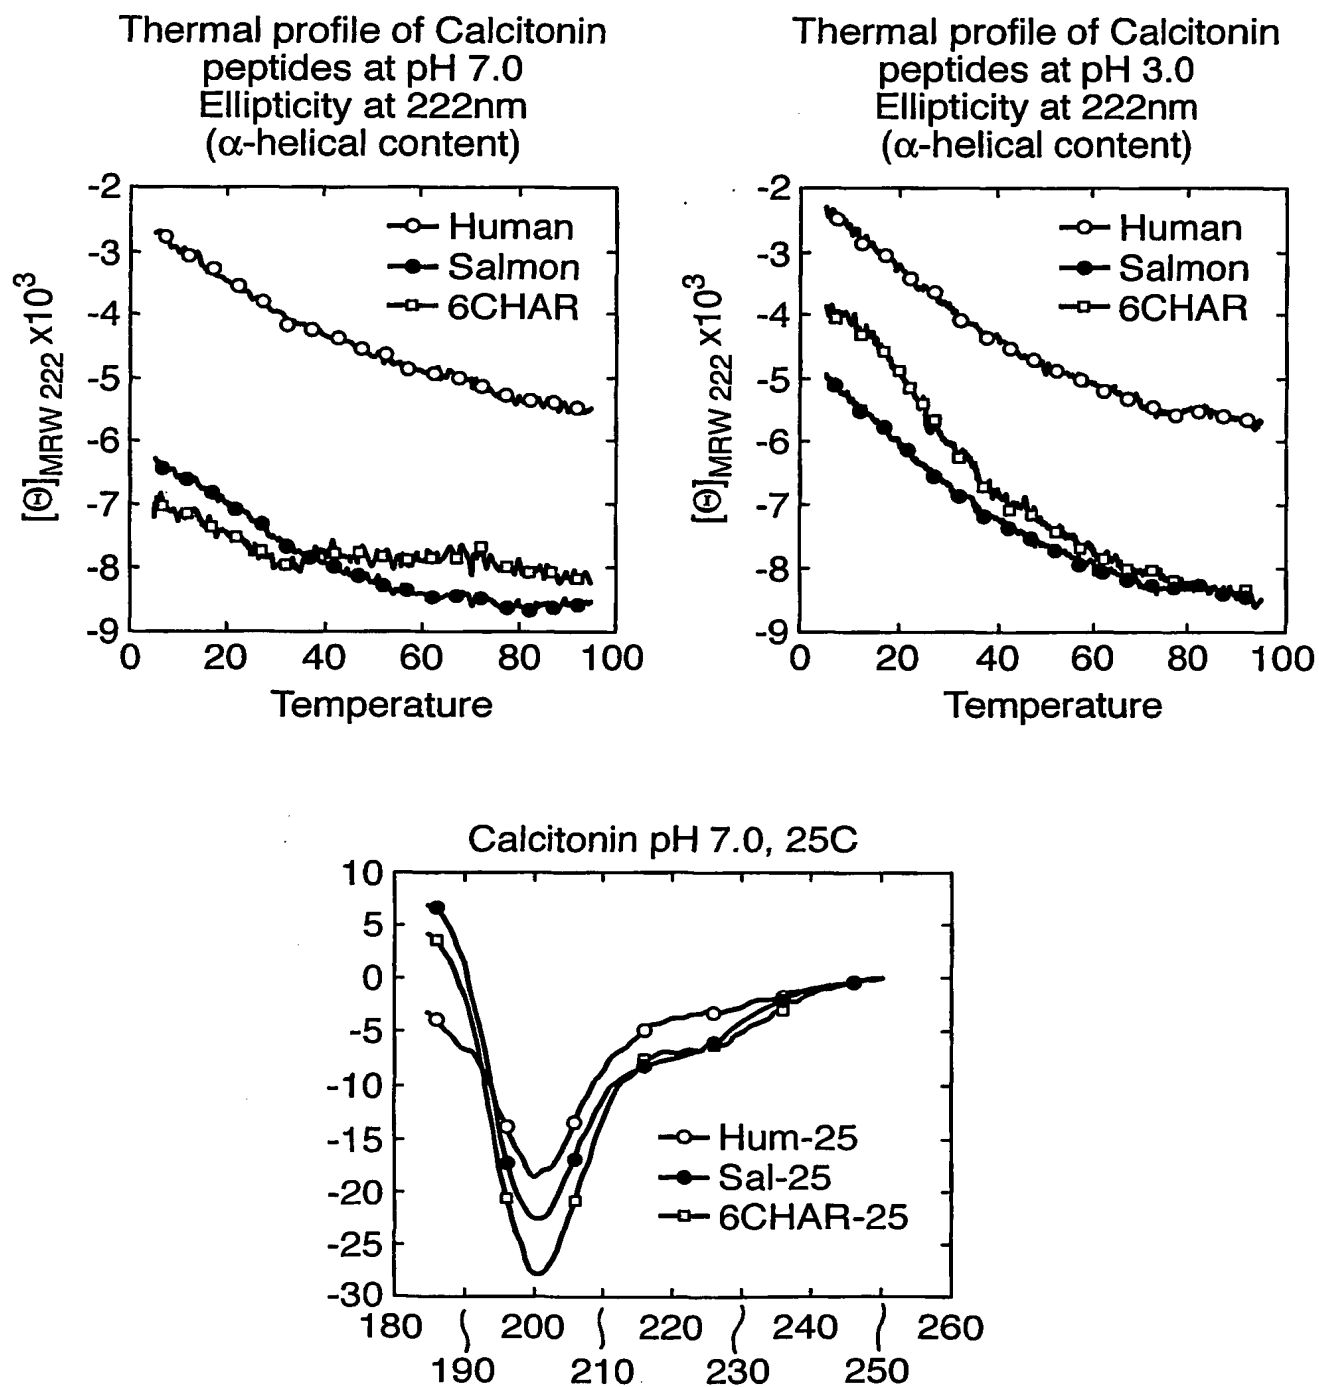 Thermal profile of Calcitonin
peptides at pH 7.0
Ellipticity at 222nm
(α-helical content)
-2
-3
-4
-5
-6
-7
-8
-9
[Θ]MRW 222 x10³
Human
Salmon
6CHAR
0 20 40 60 80 100
Temperature
Thermal profile of Calcitonin
peptides at pH 3.0
Ellipticity at 222nm
(α-helical content)
-2
-3
-4
-5
-6
-7
-8
-9
[Θ]MRW 222 x10³
Human
Salmon
6CHAR
0 20 40 60 80 100
Temperature
Calcitonin pH 7.0, 25C
10
5
0
-5
-10
-15
-20
-25
-30
Hum-25
Sal-25
6CHAR-25
180 200 220 240 260
190 210 230 250